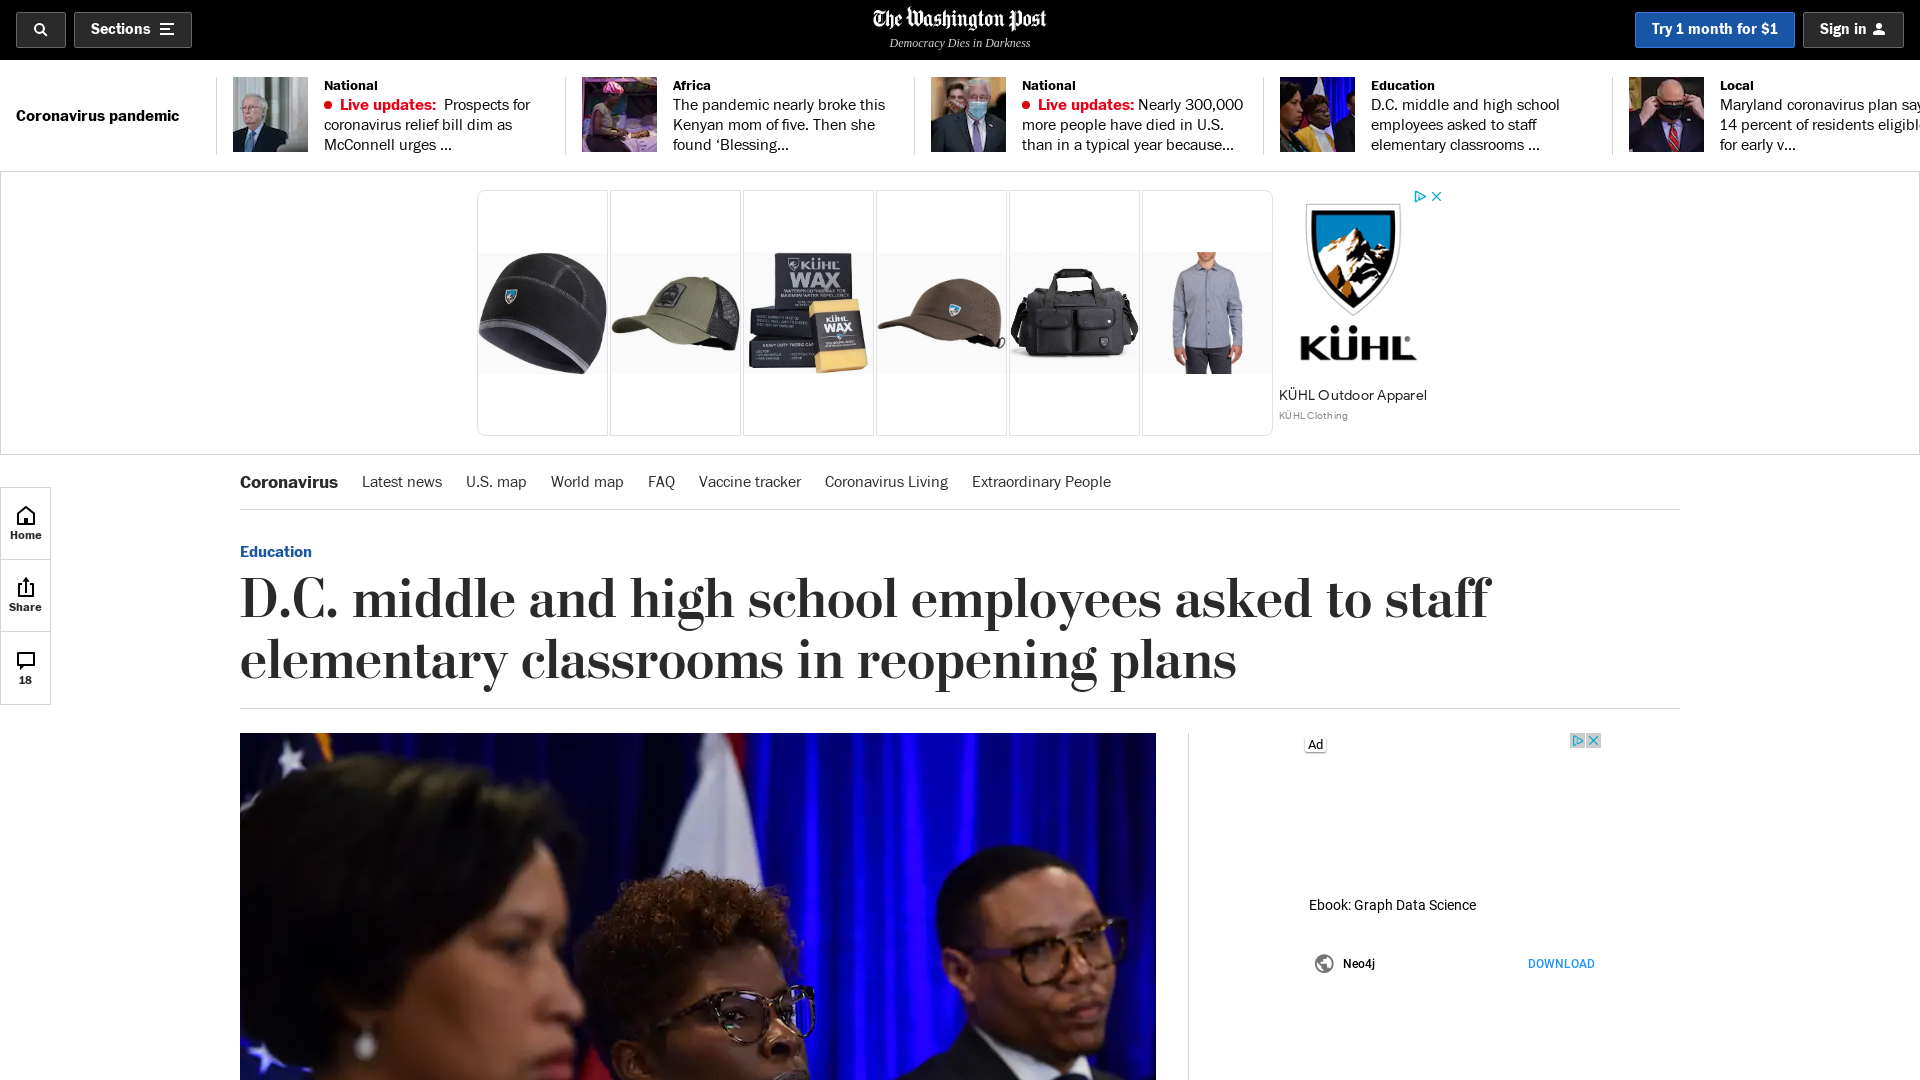 Sections
The Washington Post
Democracy Dies in Darkness
Try 1 month for $1
Sign in
Coronavirus pandemic
National
Live updates: Prospects for
coronavirus relief bill dim as
McConnell urges ...
Africa
The pandemic nearly broke this
Kenyan mom of five. Then she
found ‘Blessing...
National
Live updates: Nearly 300,000
more people have died in U.S.
than in a typical year because...
Education
D.C. middle and high school
employees asked to staff
elementary classrooms ...
Local
Maryland coronavirus plan say
14 percent of residents eligibl
for early v...
KÜHL
WAX
KÜHL
WAX
KÜHL
KÜHL Outdoor Apparel
KÜHL Clothing
Coronavirus
Latest news
U.S. map
World map
FAQ
Vaccine tracker
Coronavirus Living
Extraordinary People
Home
Share
18
Education
D.C. middle and high school employees asked to staff
elementary classrooms in reopening plans
Ad
Ebook: Graph Data Science
Neo4j
DOWNLOAD